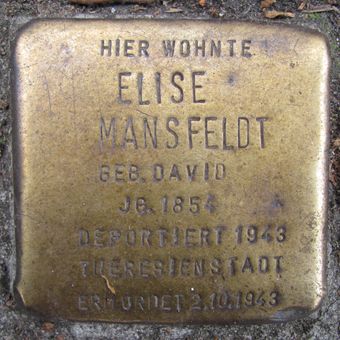 HIER WOHNTE
ELISE
MANSFELDT
GEB. DAVID
JG. 1854
DEPORTIERT 1943
THERESIENSTADT
ERMORDET 2.10.1943